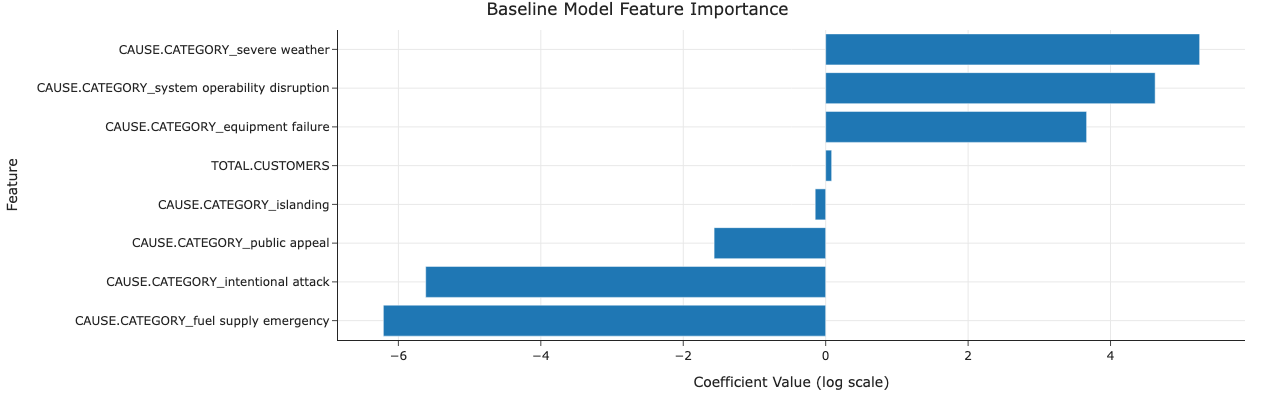 Baseline Model Feature Importance
CAUSE.CATEGORY_severe weather
CAUSE.CATEGORY_system operability disruption
CAUSE.CATEGORY_equipment failure
TOTAL.CUSTOMERS
CAUSE.CATEGORY_islanding
CAUSE.CATEGORY_public appeal
CAUSE.CATEGORY_intentional attack
CAUSE.CATEGORY_fuel supply emergency
Feature
−6 −4 −2 0 2 4
Coefficient Value (log scale)